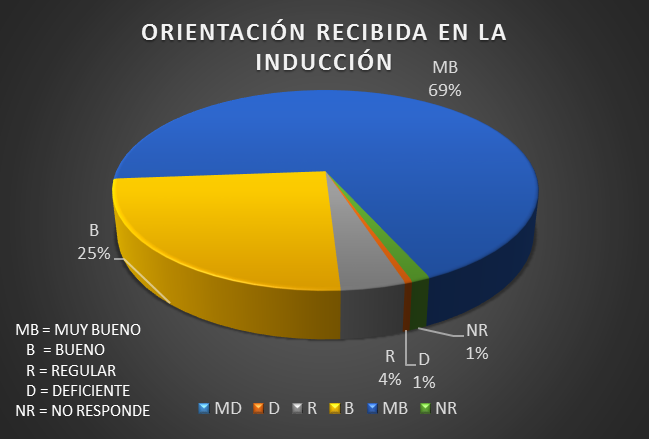 ORIENTACIÓN RECIBIDA EN LA
INDUCCIÓN
MB
69%
B
25%
NR
1%
R
4%
D
1%
MB = MUY BUENO
B = BUENO
R = REGULAR
D = DEFICIENTE
NR = NO RESPONDE
MD D R B MB NR